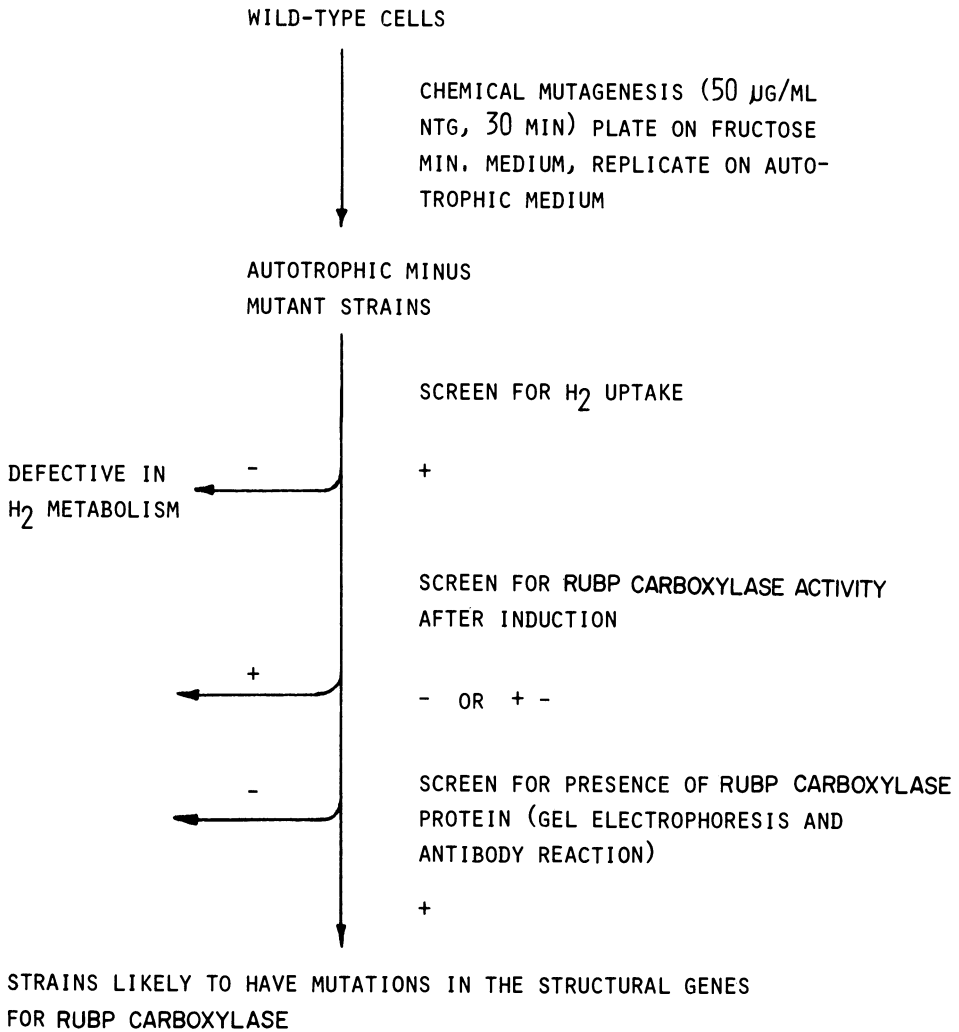 WILD-TYPE CELLS
CHEMICAL MUTAGENESIS (50 µG/ML
NTG, 30 MIN) PLATE ON FRUCTOSE
MIN. MEDIUM, REPLICATE ON AUTO-
TROPHIC MEDIUM
AUTOTROPHIC MINUS
MUTANT STRAINS
SCREEN FOR H2 UPTAKE
DEFECTIVE IN
H2 METABOLISM
-
+
SCREEN FOR RUBP CARBOXYLASE ACTIVITY
AFTER INDUCTION
+
- OR + -
SCREEN FOR PRESENCE OF RUBP CARBOXYLASE
PROTEIN (GEL ELECTROPHORESIS AND
ANTIBODY REACTION)
-
+
STRAINS LIKELY TO HAVE MUTATIONS IN THE STRUCTURAL GENES
FOR RUBP CARBOXYLASE